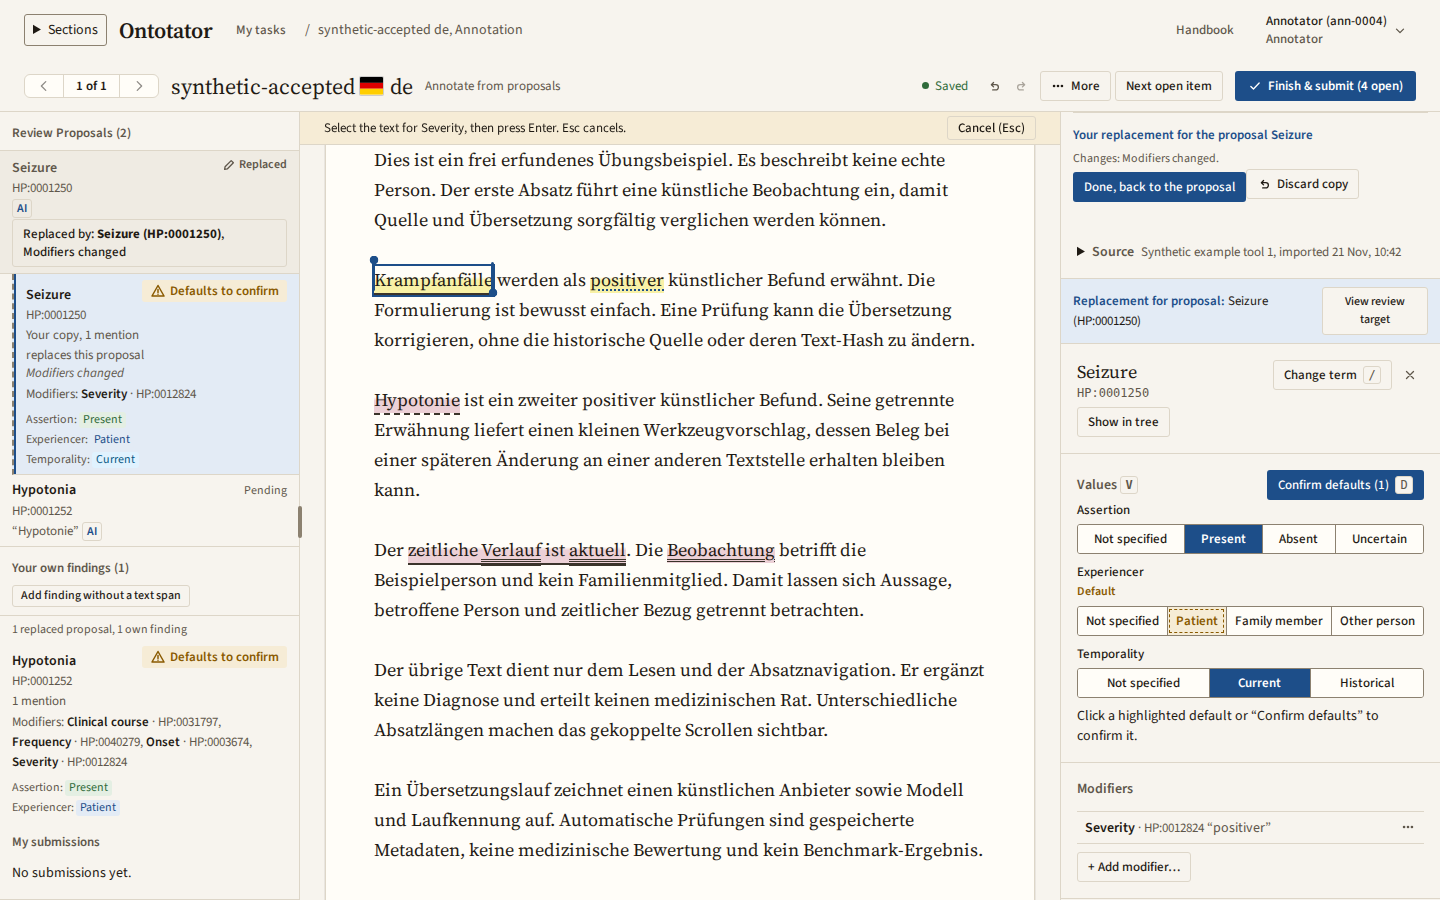 Sections
Ontotator
My tasks / synthetic-accepted de, Annotation
Handbook
Annotator (ann-0004)
Annotator
1 of 1
synthetic-accepted de
Annotate from proposals
Saved
More
Next open item
Finish & submit (4 open)
Review Proposals (2)
Seizure
Replaced
HP:0001250
AI
Replaced by: Seizure (HP:0001250),
Modifiers changed
Seizure
Defaults to confirm
HP:0001250
Your copy, 1 mention
replaces this proposal
Modifiers changed
Modifiers: Severity · HP:0012824
Assertion: Present
Experiencer: Patient
Temporality: Current
Hypotonia
Pending
HP:0001252
“Hypotonie” AI
Your own findings (1)
Add finding without a text span
1 replaced proposal, 1 own finding
Hypotonia
Defaults to confirm
HP:0001252
1 mention
Modifiers: Clinical course · HP:0031797,
Frequency · HP:0040279, Onset · HP:0003674,
Severity · HP:0012824
Assertion: Present
Experiencer: Patient
My submissions
No submissions yet.
Select the text for Severity, then press Enter. Esc cancels.
Cancel (Esc)
Dies ist ein frei erfundenes Übungsbeispiel. Es beschreibt keine echte
Person. Der erste Absatz führt eine künstliche Beobachtung ein, damit
Quelle und Übersetzung sorgfältig verglichen werden können.
Krampfanfälle werden als positiver künstlicher Befund erwähnt. Die
Formulierung ist bewusst einfach. Eine Prüfung kann die Übersetzung
korrigieren, ohne die historische Quelle oder deren Text-Hash zu ändern.
Hypotonie ist ein zweiter positiver künstlicher Befund. Seine getrennte
Erwähnung liefert einen kleinen Werkzeugvorschlag, dessen Beleg bei
einer späteren Änderung an einer anderen Textstelle erhalten bleiben
kann.
Der zeitliche Verlauf ist aktuell. Die Beobachtung betrifft die
Beispielperson und kein Familienmitglied. Damit lassen sich Aussage,
betroffene Person und zeitlicher Bezug getrennt betrachten.
Der übrige Text dient nur dem Lesen und der Absatznavigation. Er ergänzt
keine Diagnose und erteilt keinen medizinischen Rat. Unterschiedliche
Absatzlängen machen das gekoppelte Scrollen sichtbar.
Ein Übersetzungslauf zeichnet einen künstlichen Anbieter sowie Modell
und Laufkennung auf. Automatische Prüfungen sind gespeicherte
Metadaten, keine medizinische Bewertung und kein Benchmark-Ergebnis.
Your replacement for the proposal Seizure
Changes: Modifiers changed.
Done, back to the proposal
Discard copy
Source Synthetic example tool 1, imported 21 Nov, 10:42
Replacement for proposal: Seizure
(HP:0001250)
View review
target
Seizure
HP:0001250
Change term /
Show in tree
Values V
Confirm defaults (1) D
Assertion
Not specified Present Absent Uncertain
Experiencer
Default
Not specified Patient Family member Other person
Temporality
Not specified Current Historical
Click a highlighted default or “Confirm defaults” to
confirm it.
Modifiers
Severity · HP:0012824 “positiver”
+ Add modifier…